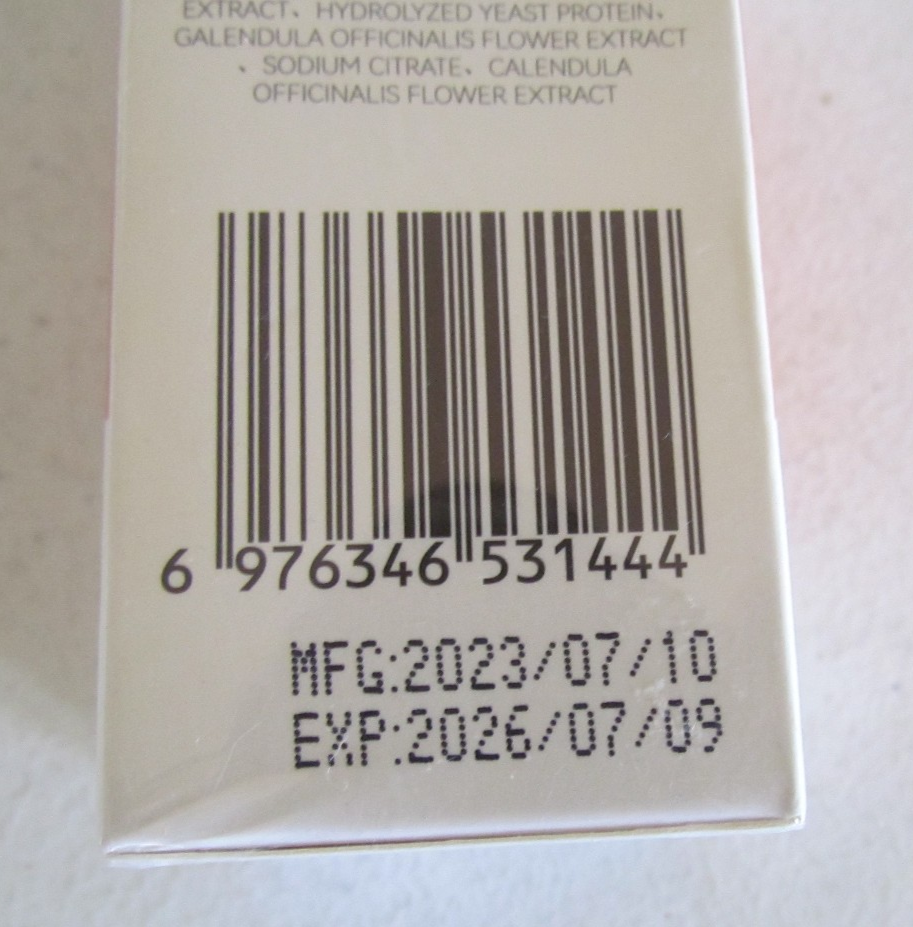 EXTRACT、HYDROLYZED YEAST PROTEIN、
GALENDULA OFFICINALIS FLOWER EXTRACT
、SODIUM CITRATE、CALENDULA
OFFICINALIS FLOWER EXTRACT
6 976346 531444
MFG:2023/07/10
EXP:2026/07/09